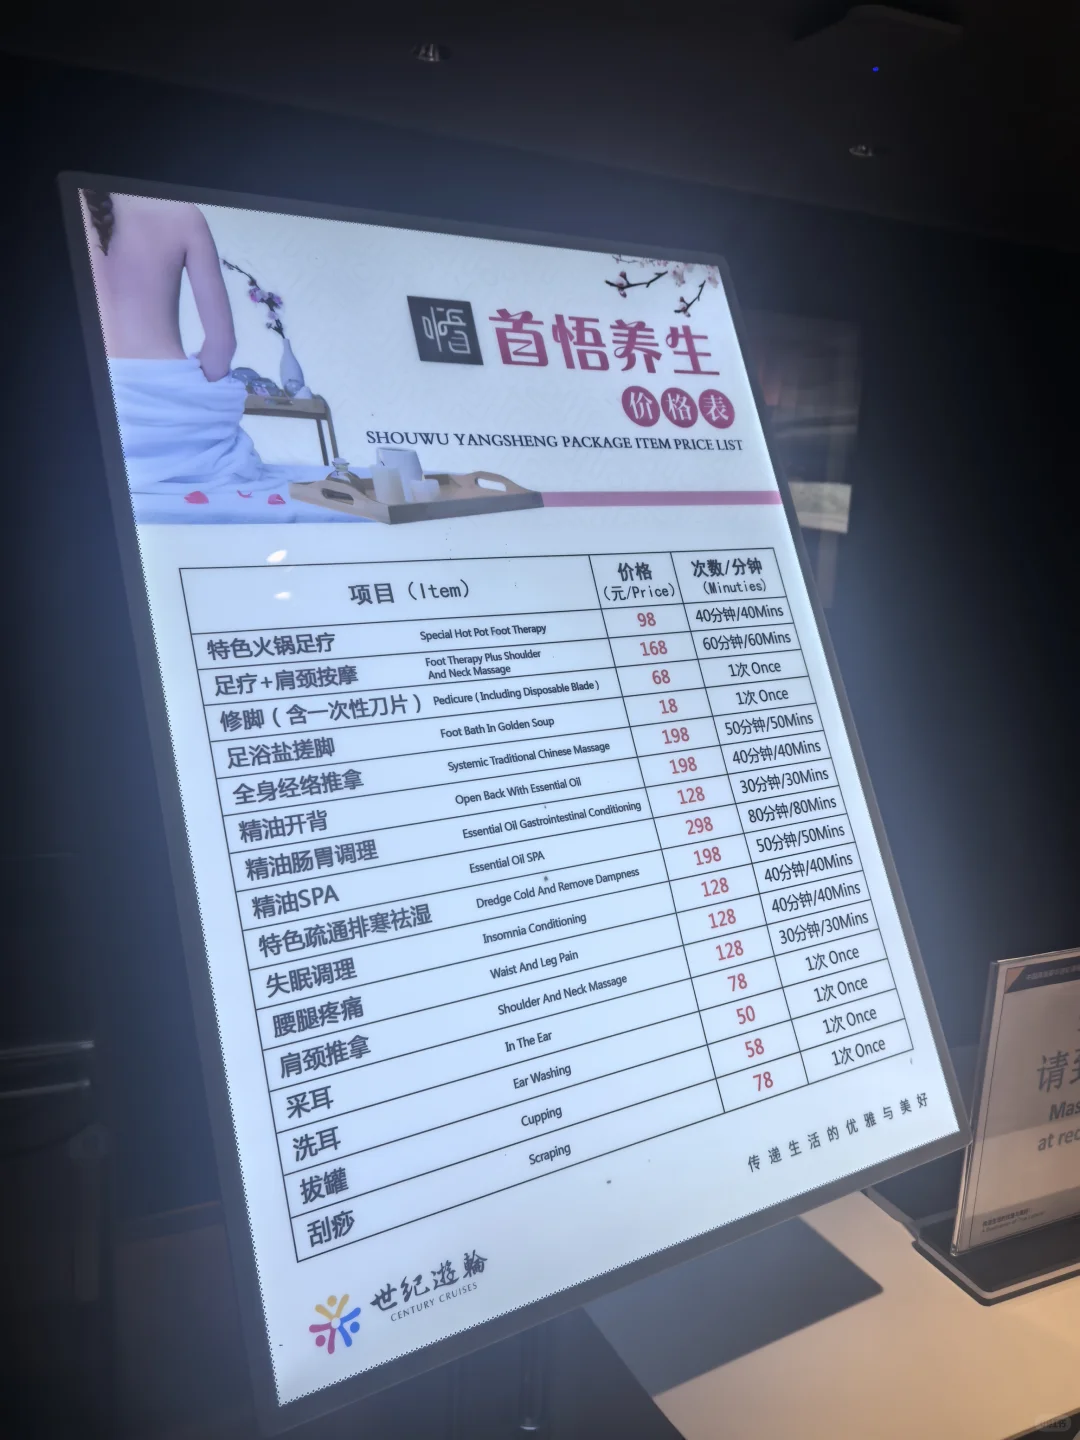 首悟养生
价格表
SHOUWU YANGSHENG PACKAGE ITEM PRICE LIST
项目（Item） 价格（元/Price） 次数/分钟（Minuties）
特色火锅足疗 Special Hot Pot Foot Therapy 98 40分钟/40Mins
足疗+肩颈按摩 Foot Therapy Plus Shoulder And Neck Massage 168 60分钟/60Mins
修脚（含一次性刀片） Pedicure ( Including Disposable Blade ) 68 1次 Once
足浴盐搓脚 Foot Bath In Golden Soup 18 1次 Once
全身经络推拿 Systemic Traditional Chinese Massage 198 50分钟/50Mins
精油开背 Open Back With Essential Oil 198 40分钟/40Mins
精油肠胃调理 Essential Oil Gastrointestinal Conditioning 128 30分钟/30Mins
精油SPA Essential Oil SPA 298 80分钟/80Mins
特色疏通排寒祛湿 Dredge Cold And Remove Dampness 198 50分钟/50Mins
失眠调理 Insomnia Conditioning 128 40分钟/40Mins
腰腿疼痛 Waist And Leg Pain 128 40分钟/40Mins
肩颈推拿 Shoulder And Neck Massage 128 30分钟/30Mins
采耳 In The Ear 78 1次 Once
洗耳 Ear Washing 50 1次 Once
拔罐 Cupping 58 1次 Once
刮痧 Scraping 78 1次 Once
传递生活的优雅与美好
世纪遊輪
CENTURY CRUISES
请
Mas
at rec